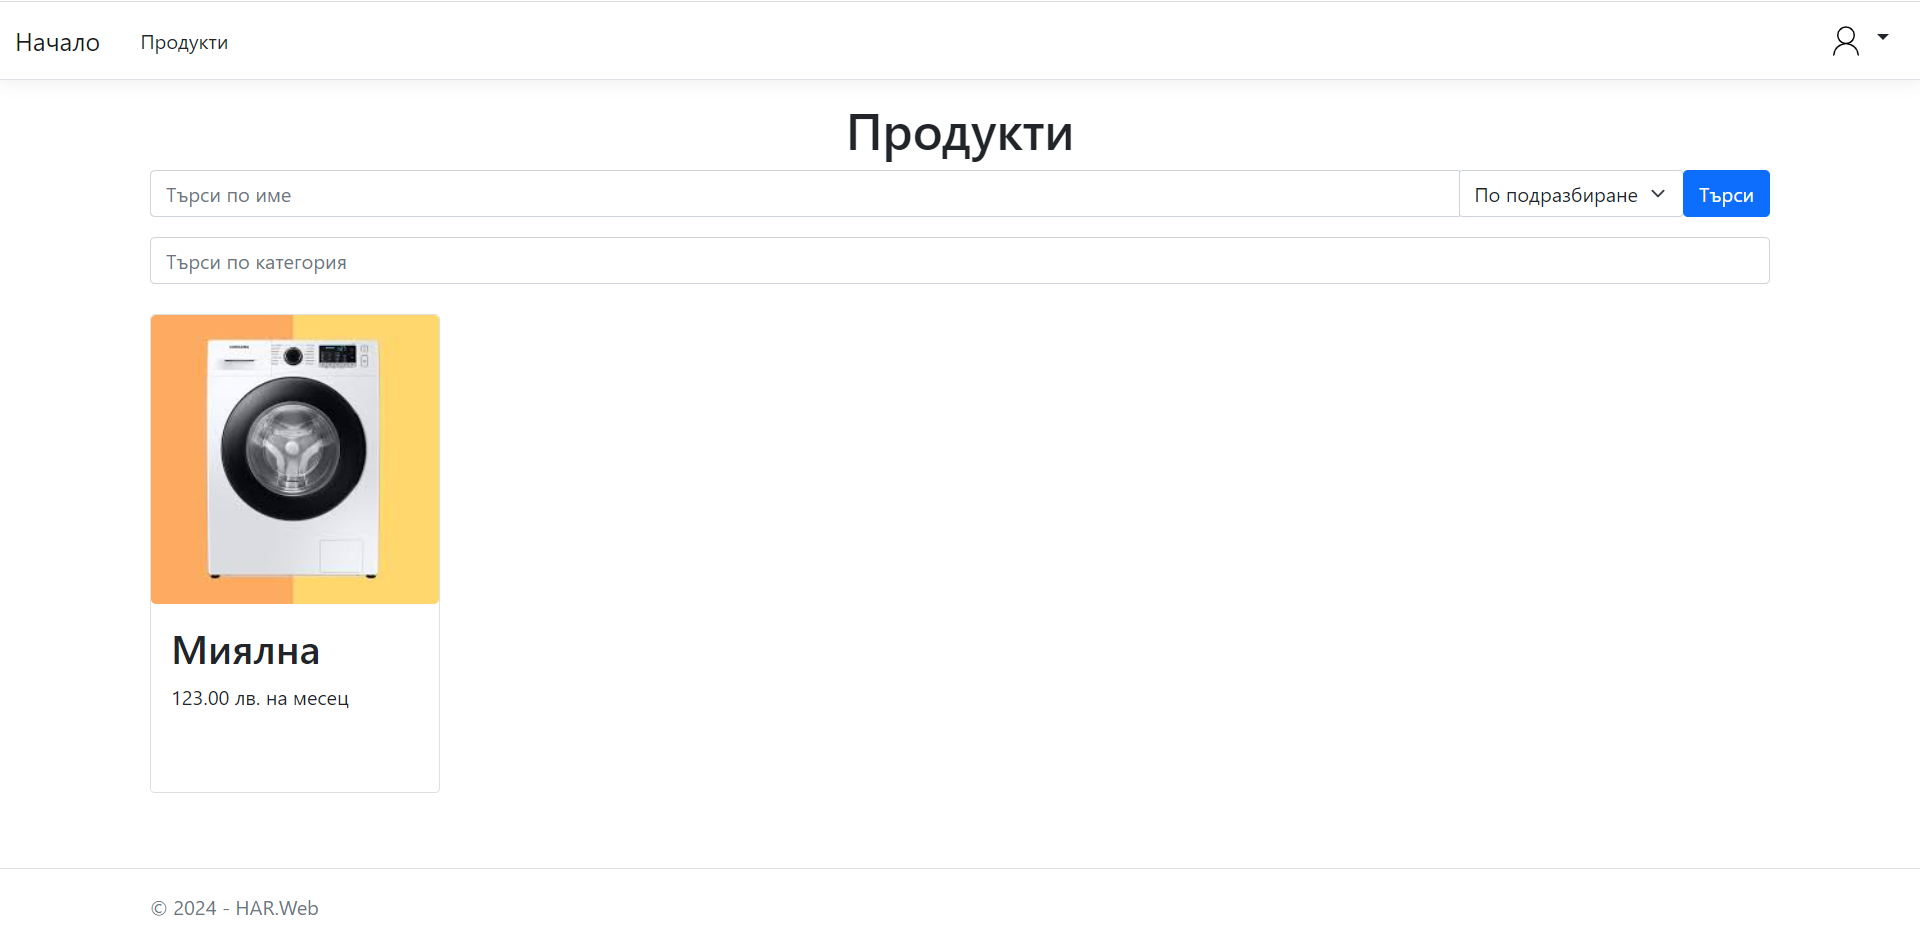 Начало Продукти
Продукти
Търси по име По подразбиране Търси
Търси по категория
SAMSUNG
Миялна
123.00 лв. на месец
© 2024 - HAR.Web